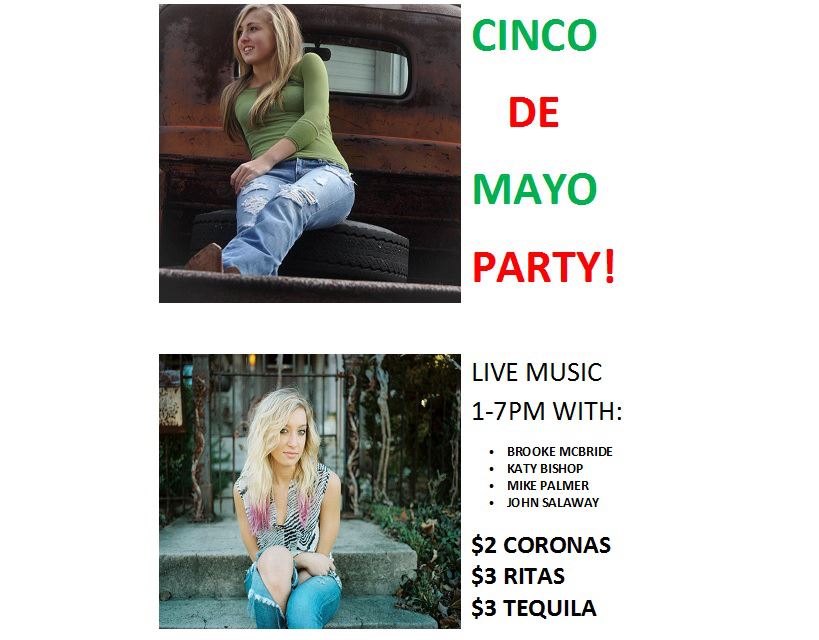 CINCO
DE
MAYO
PARTY!
LIVE MUSIC
1-7PM WITH:
• BROOKE MCBRIDE
• KATY BISHOP
• MIKE PALMER
• JOHN SALAWAY
$2 CORONAS
$3 RITAS
$3 TEQUILA